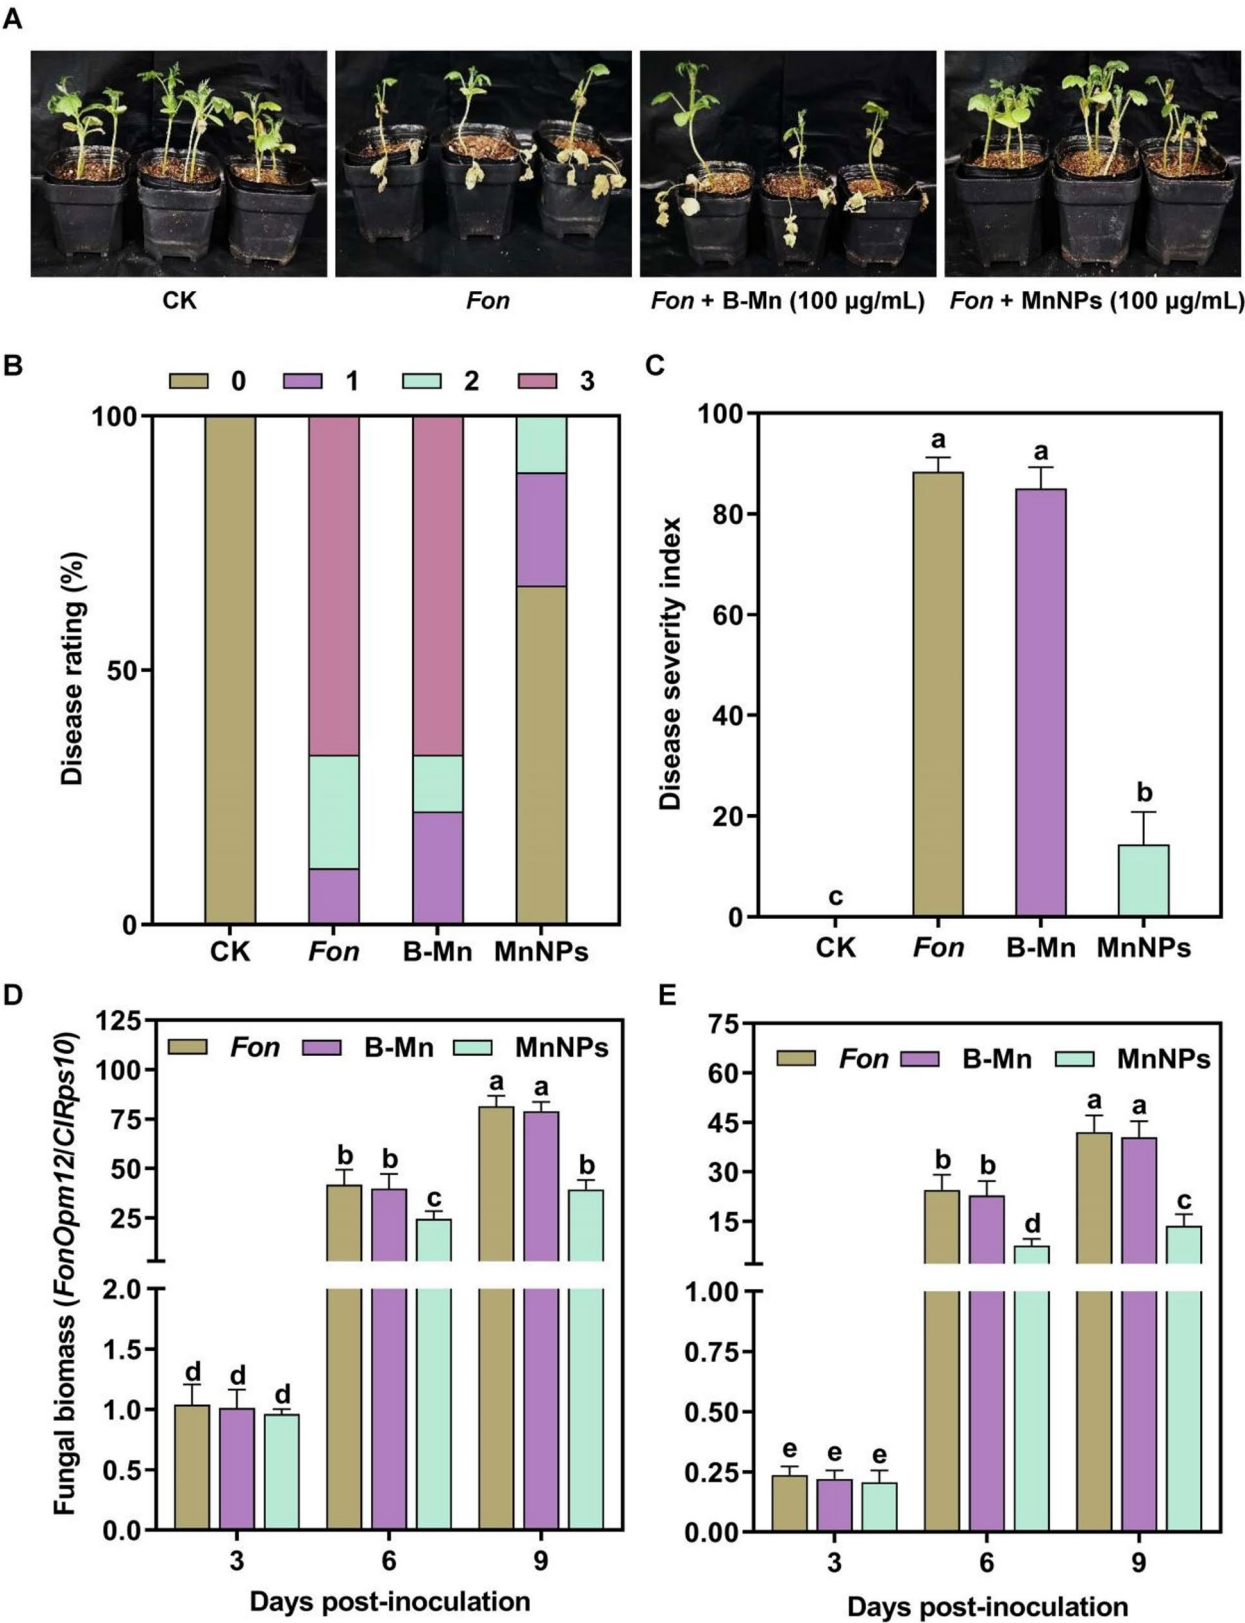 A
CK
Fon
Fon + B-Mn (100 µg/mL)
Fon + MnNPs (100 µg/mL)
B
0 1 2 3
100
50
0
Disease rating (%)
CK Fon B-Mn MnNPs
C
100
80
60
40
20
0
Disease severity index
a
a
b
c
CK Fon B-Mn MnNPs
D
Fon B-Mn MnNPs
125
100
75
50
25
2.0
1.5
1.0
0.5
0.0
Fungal biomass (FonOpm12/ClRps10)
d d d
b b c
a a b
3 6 9
Days post-inoculation
E
Fon B-Mn MnNPs
75
60
45
30
15
1.00
0.75
0.50
0.25
0.00
e e e
b b d
a a c
3 6 9
Days post-inoculation